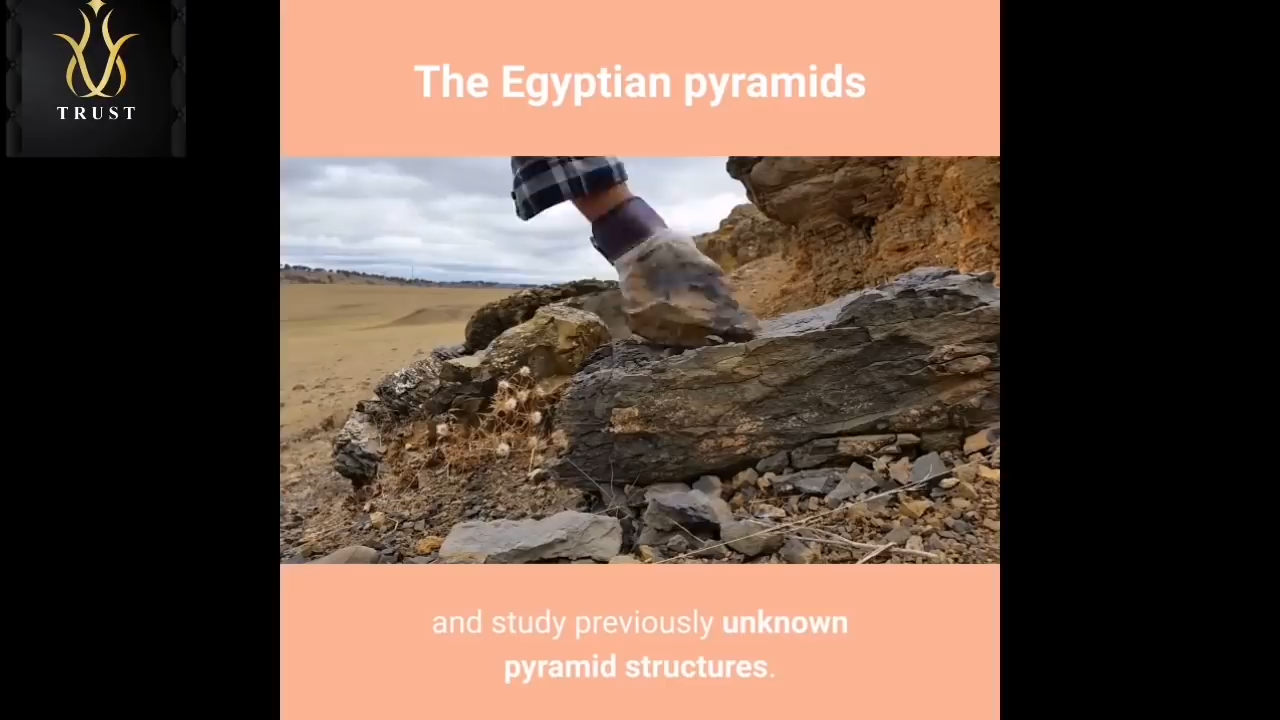 TRUST
The Egyptian pyramids
and study previously unknown
pyramid structures.